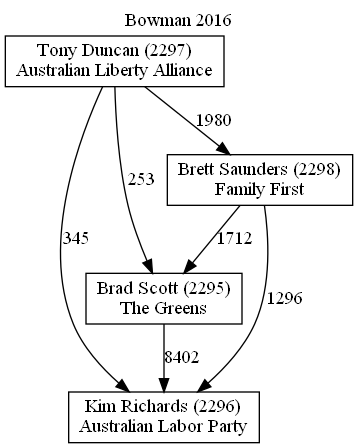 Bowman 2016
Tony Duncan (2297)
Australian Liberty Alliance
1980
Brett Saunders (2298)
Family First
253
345
1712
1296
Brad Scott (2295)
The Greens
8402
Kim Richards (2296)
Australian Labor Party